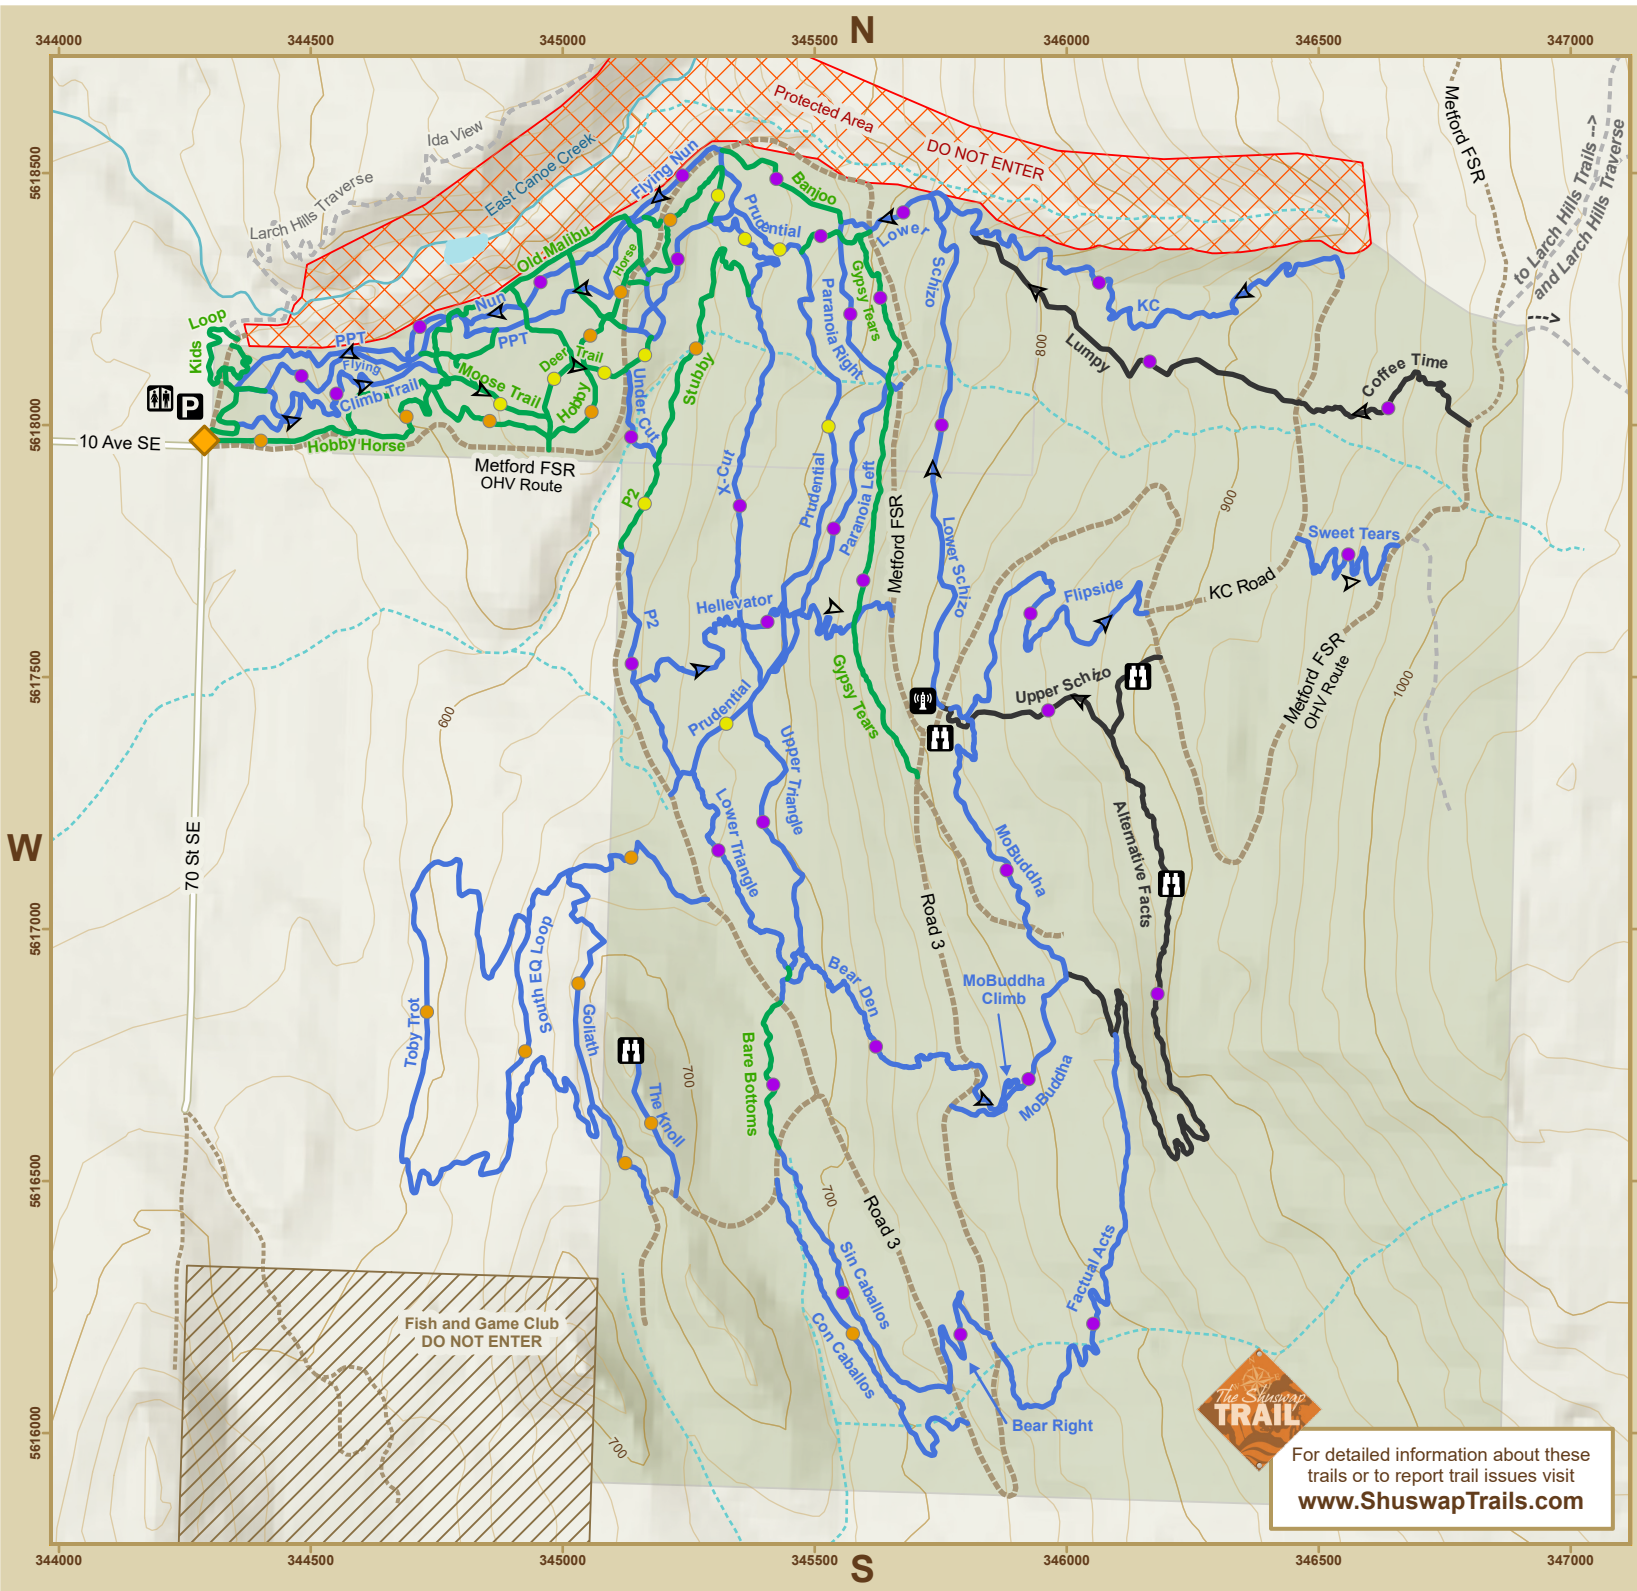 N
344000
344500
345000
345500
346000
346500
347000
5618500
5618000
5617500
5617000
5616500
5616000
W
Protected Area
DO NOT ENTER
Metford FSR
to Larch Hills Trails -->
and Larch Hills Traverse
--->
Ida View
Larch Hills Traverse
East Canoe Creek
Flying Nun
Banjoo
Prudential
Lower
Schizo
Old Malibu
Horse
Gypsy Tears
KC
Kids
Loop
Nun
PPT
PPT
Flying
Paranoia Right
800
Lumpy
Coffee Time
Deer
Trail
Moose Trail
Hobby
Climb Trail
Under Cut
Stubby
P
10 Ave SE
Hobby Horse
Metford FSR
OHV Route
X-Cut
P2
Prudential
Paranoia Left
Metford FSR
Lower Schizo
900
Sweet Tears
KC Road
Flipside
Hellevator
P2
Gypsy Tears
Upper Schizo
Metford FSR
OHV Route
1000
600
Prudential
Upper Triangle
Lower Triangle
Alternative Facts
MoBuddha
70 St SE
Road 3
South EQ Loop
Toby Trot
Goliath
Bear Den
MoBuddha
Climb
MoBuddha
Bare Bottoms
700
The Knoll
700
Road 3
Sin Caballos
Con Caballos
Factual Acts
Bear Right
700
Fish and Game Club
DO NOT ENTER
The Shuswap
TRAIL
For detailed information about these
trails or to report trail issues visit
www.ShuswapTrails.com
344000
344500
345000
345500
346000
346500
347000
S